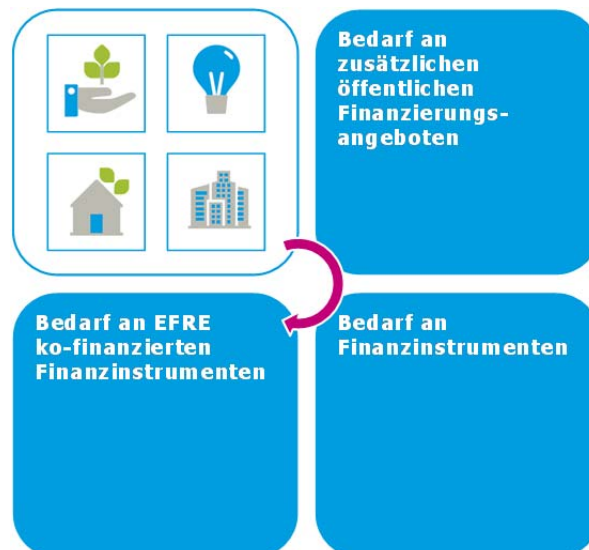 Bedarf an
zusätzlichen
öffentlichen
Finanzierungs-
angeboten
Bedarf an EFRE
ko-finanzierten
Finanzinstrumenten
Bedarf an
Finanzinstrumenten